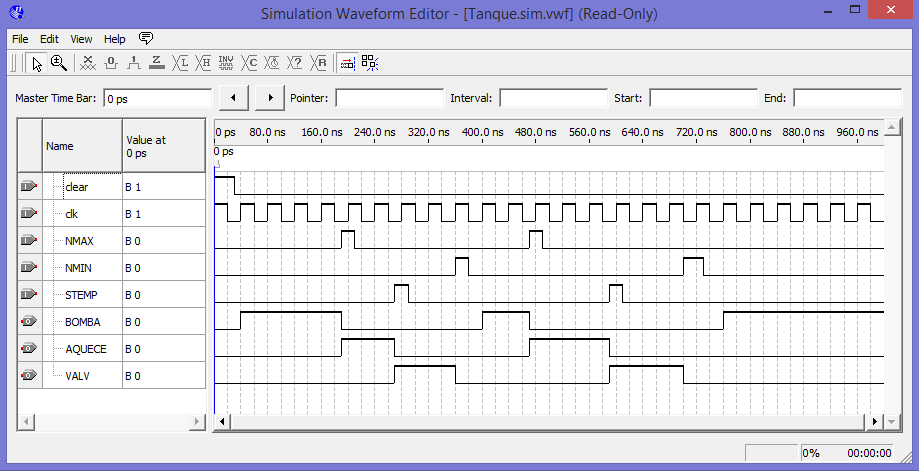 Simulation Waveform Editor - [Tanque.sim.vwf] (Read-Only)
File Edit View Help
Master Time Bar: 0 ps Pointer: Interval: Start: End:
Name Value at 0 ps
0 ps 80.0 ns 160.0 ns 240.0 ns 320.0 ns 400.0 ns 480.0 ns 560.0 ns 640.0 ns 720.0 ns 800.0 ns 880.0 ns 960.0 ns
0 ps
clear B 1
clk B 1
NMAX B 0
NMIN B 0
STEMP B 0
BOMBA B 0
AQUECE B 0
VALV B 0
0% 00:00:00